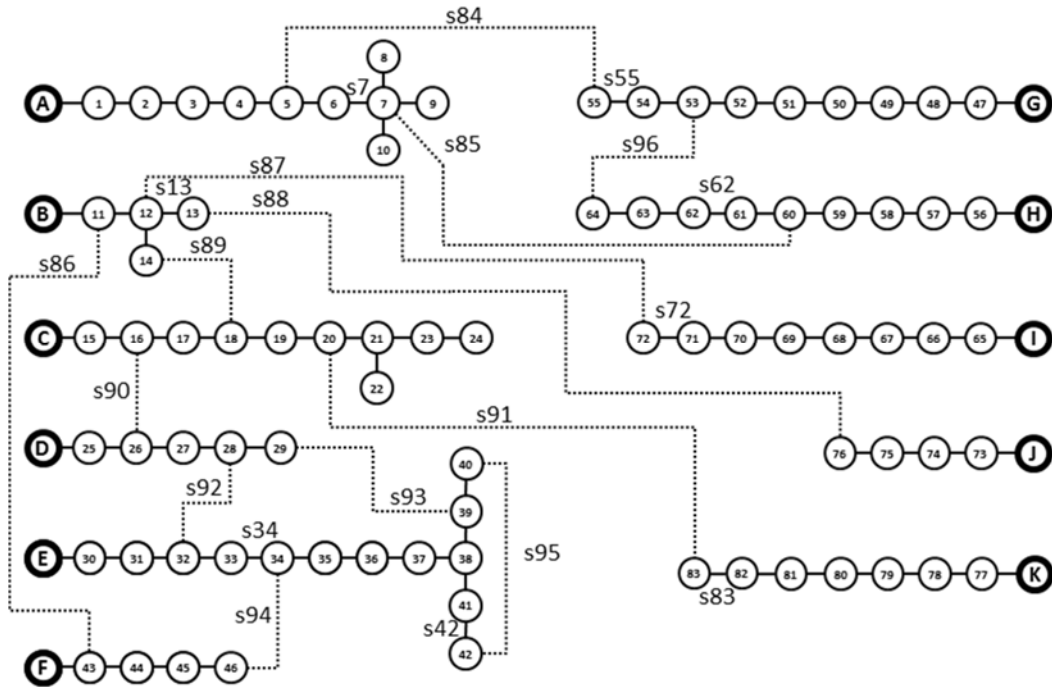 s84
8
s7
s55
A 1 2 3 4 5 6 7 9 55 54 53 52 51 50 49 48 47 G
10 s85 s96
s87
s13 s88 s62
B 11 12 13 64 63 62 61 60 59 58 57 56 H
s86 14 s89
s72
C 15 16 17 18 19 20 21 23 24 72 71 70 69 68 67 66 65 I
s90 22
s91
D 25 26 27 28 29 40 76 75 74 73 J
s92 s93 39
s34 s95
E 30 31 32 33 34 35 36 37 38 83 82 81 80 79 78 77 K
s83
s94 41
s42
F 43 44 45 46 42